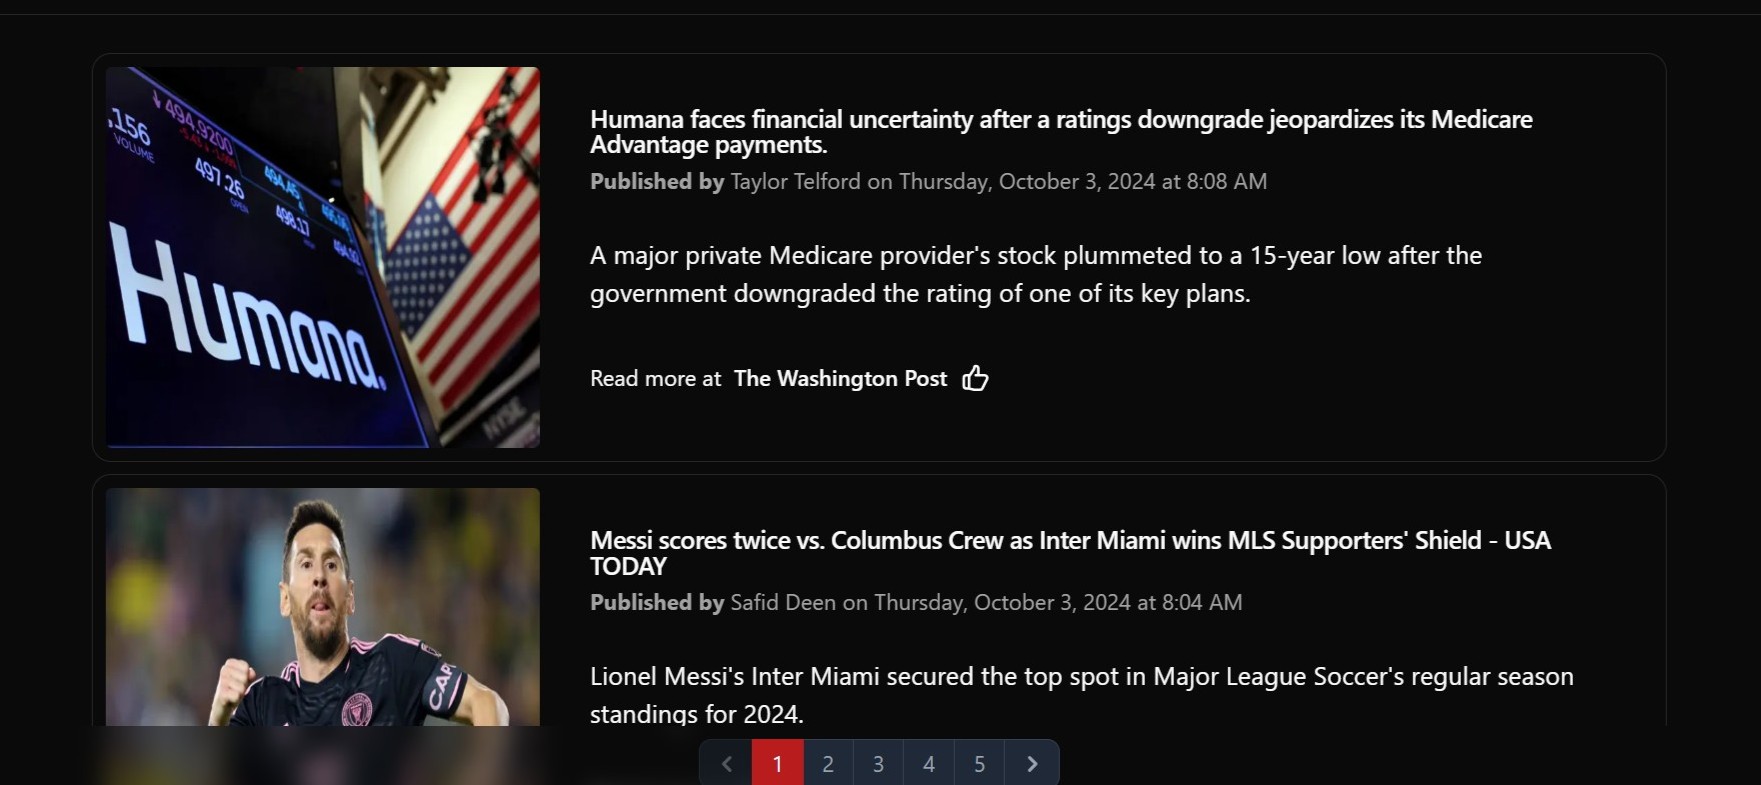 494.9200
,156
VOLUME
497.26
OPEN
494.45
498.17
Humana.
NYSE
Humana faces financial uncertainty after a ratings downgrade jeopardizes its Medicare
Advantage payments.
Published by Taylor Telford on Thursday, October 3, 2024 at 8:08 AM
A major private Medicare provider's stock plummeted to a 15-year low after the
government downgraded the rating of one of its key plans.
Read more at The Washington Post
CAP
Messi scores twice vs. Columbus Crew as Inter Miami wins MLS Supporters' Shield - USA
TODAY
Published by Safid Deen on Thursday, October 3, 2024 at 8:04 AM
Lionel Messi's Inter Miami secured the top spot in Major League Soccer's regular season
standings for 2024.
1 2 3 4 5